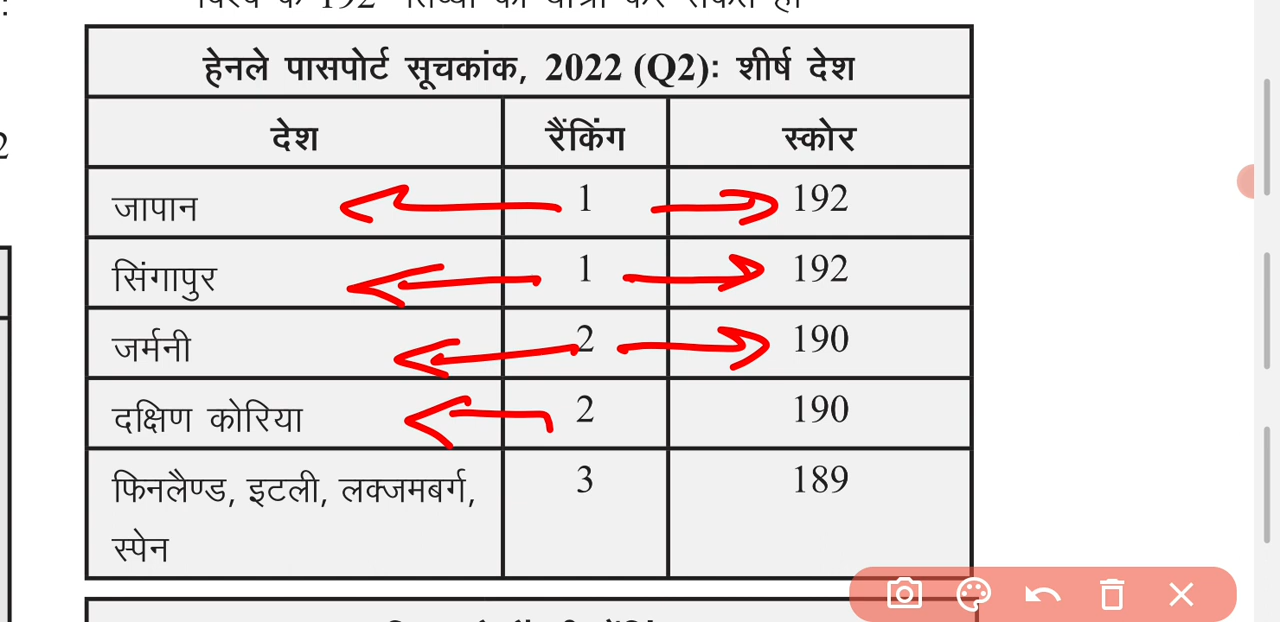 हेनले पासपोर्ट सूचकांक, 2022 (Q2): शीर्ष देश
देश रैंकिंग स्कोर
जापान 1 192
सिंगापुर 1 192
जर्मनी 2 190
दक्षिण कोरिया 2 190
फिनलैण्ड, इटली, लक्जमबर्ग, 3 189
स्पेन